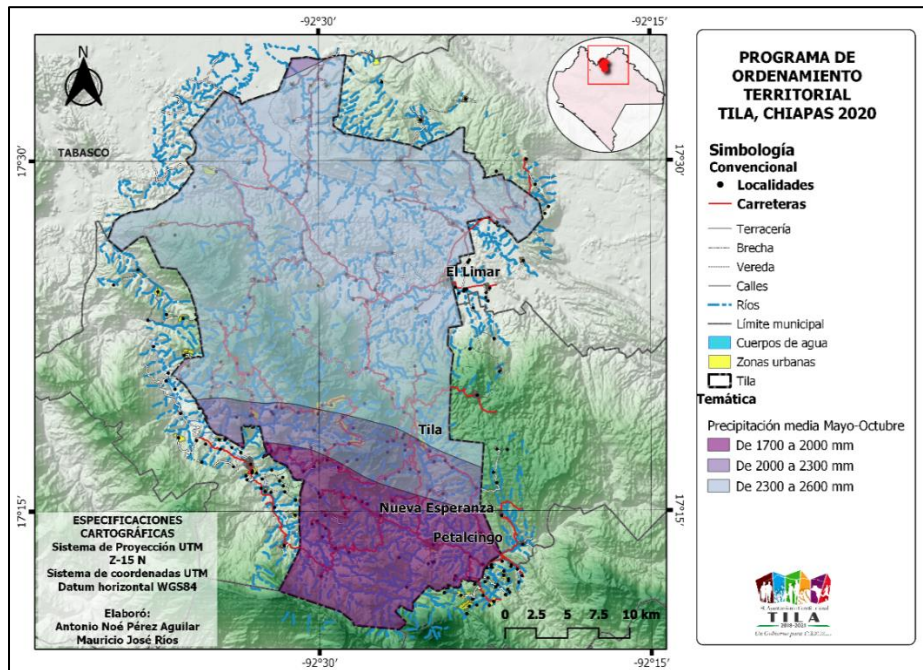 -92°30'
-92°15'
N
TABASCO
17°30'
17°30'
El Limar
Tila
17°15'
17°15'
Nueva Esperanza
Petalcingo
ESPECIFICACIONES
CARTOGRÁFICAS
Sistema de Proyección UTM
Z-15 N
Sistema de coordenadas UTM
Datum horizontal WGS84
Elaboró:
Antonio Noé Pérez Aguilar
Mauricio José Ríos
0 2.5 5 7.5 10 km
-92°30'
-92°15'
PROGRAMA DE
ORDENAMIENTO
TERRITORIAL
TILA, CHIAPAS 2020
Simbología
Convencional
Localidades
Carreteras
Terracería
Brecha
Vereda
Calles
Ríos
Límite municipal
Cuerpos de agua
Zonas urbanas
Tila
Temática
Precipitación media Mayo-Octubre
De 1700 a 2000 mm
De 2000 a 2300 mm
De 2300 a 2600 mm
TILA
2018-2021